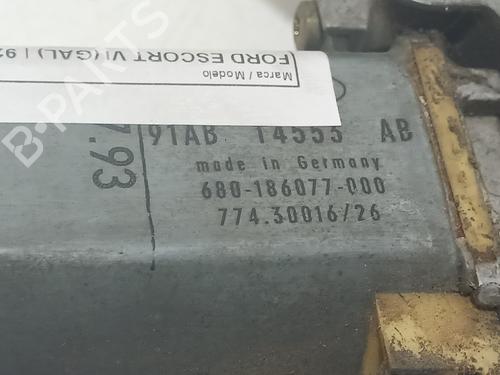 Marca / Modelo
FORD ESCORT VI (GAL) | 9
B-PARTS
7.93
91AB 14553 AB
made in Germany
680-186077-000
774.30016/26